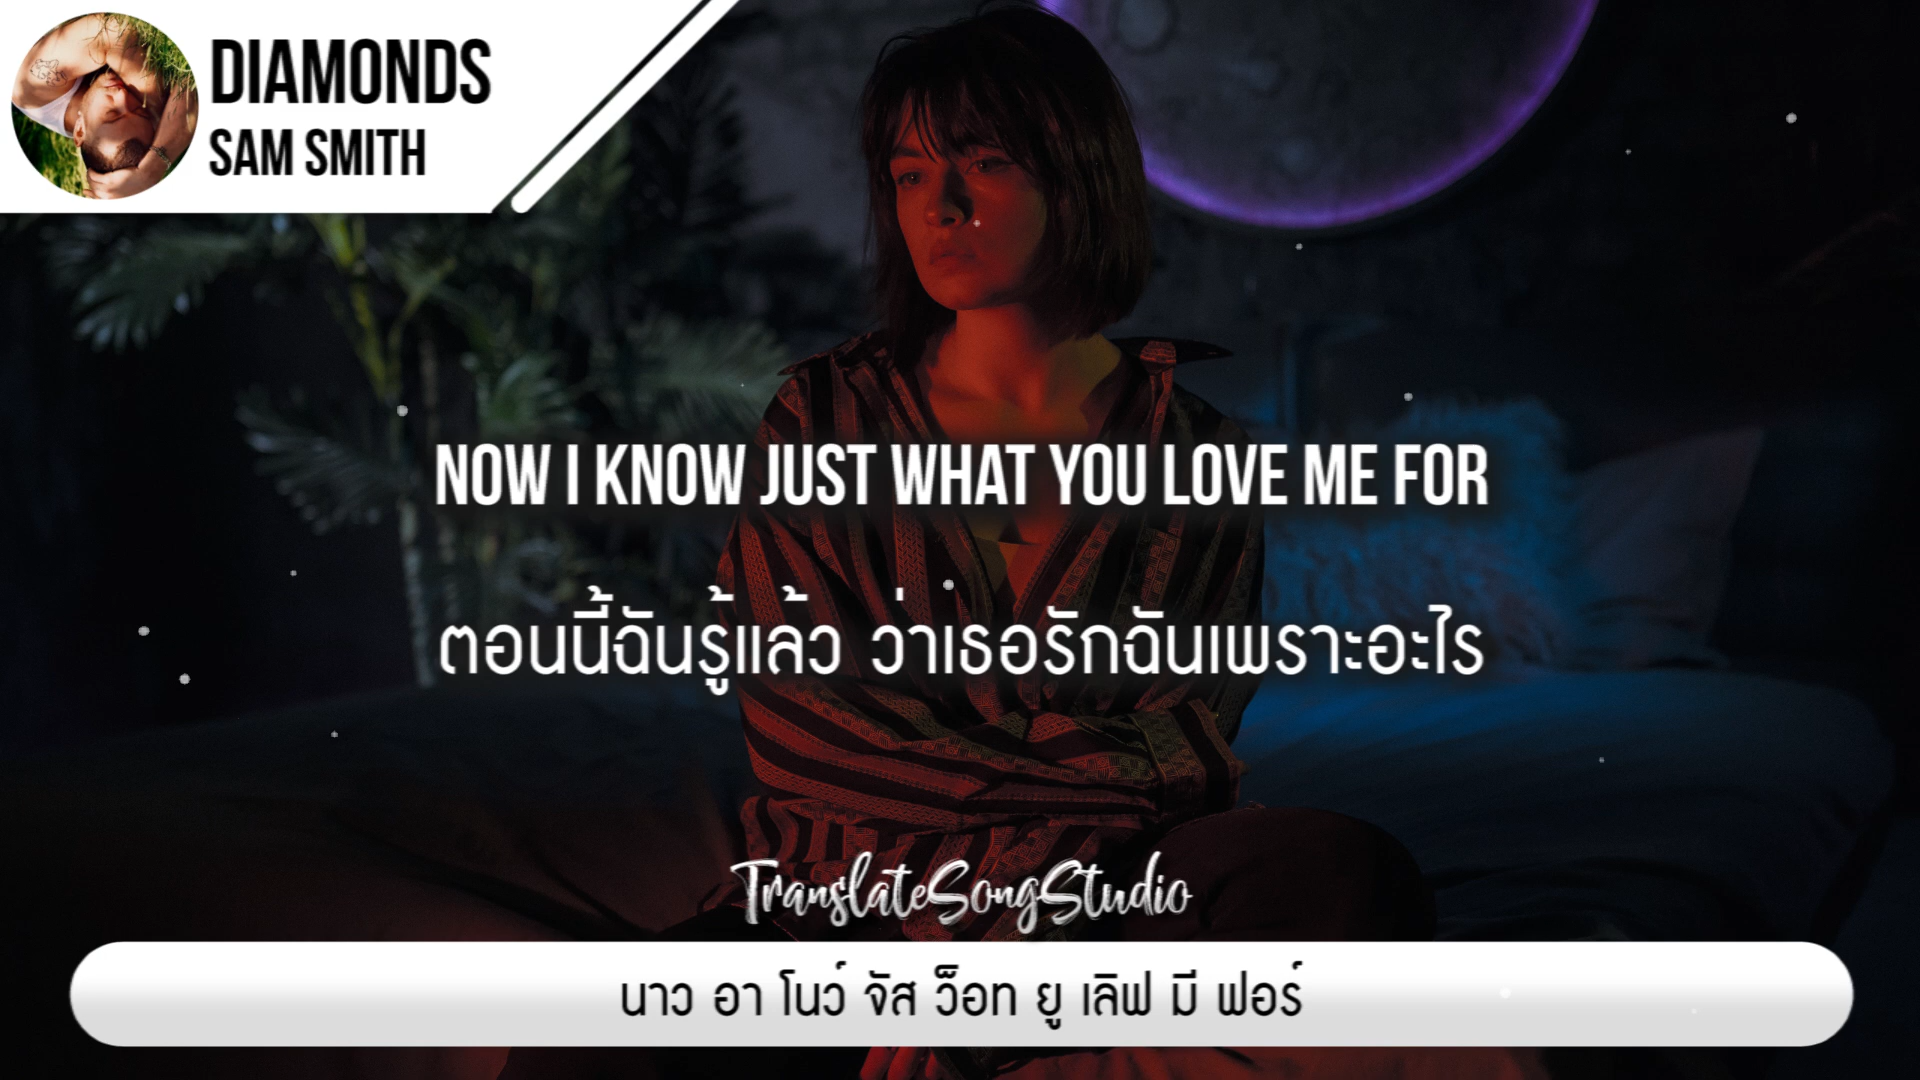 DIAMONDS
SAM SMITH
NOW I KNOW JUST WHAT YOU LOVE ME FOR
ตอนนี้ฉันรู้แล้ว ว่าเธอรักฉันเพราะอะไร
TranslateSongStudio
นาว อา โนว์ จัส ว็อท ยู เลิฟ มี ฟอร์